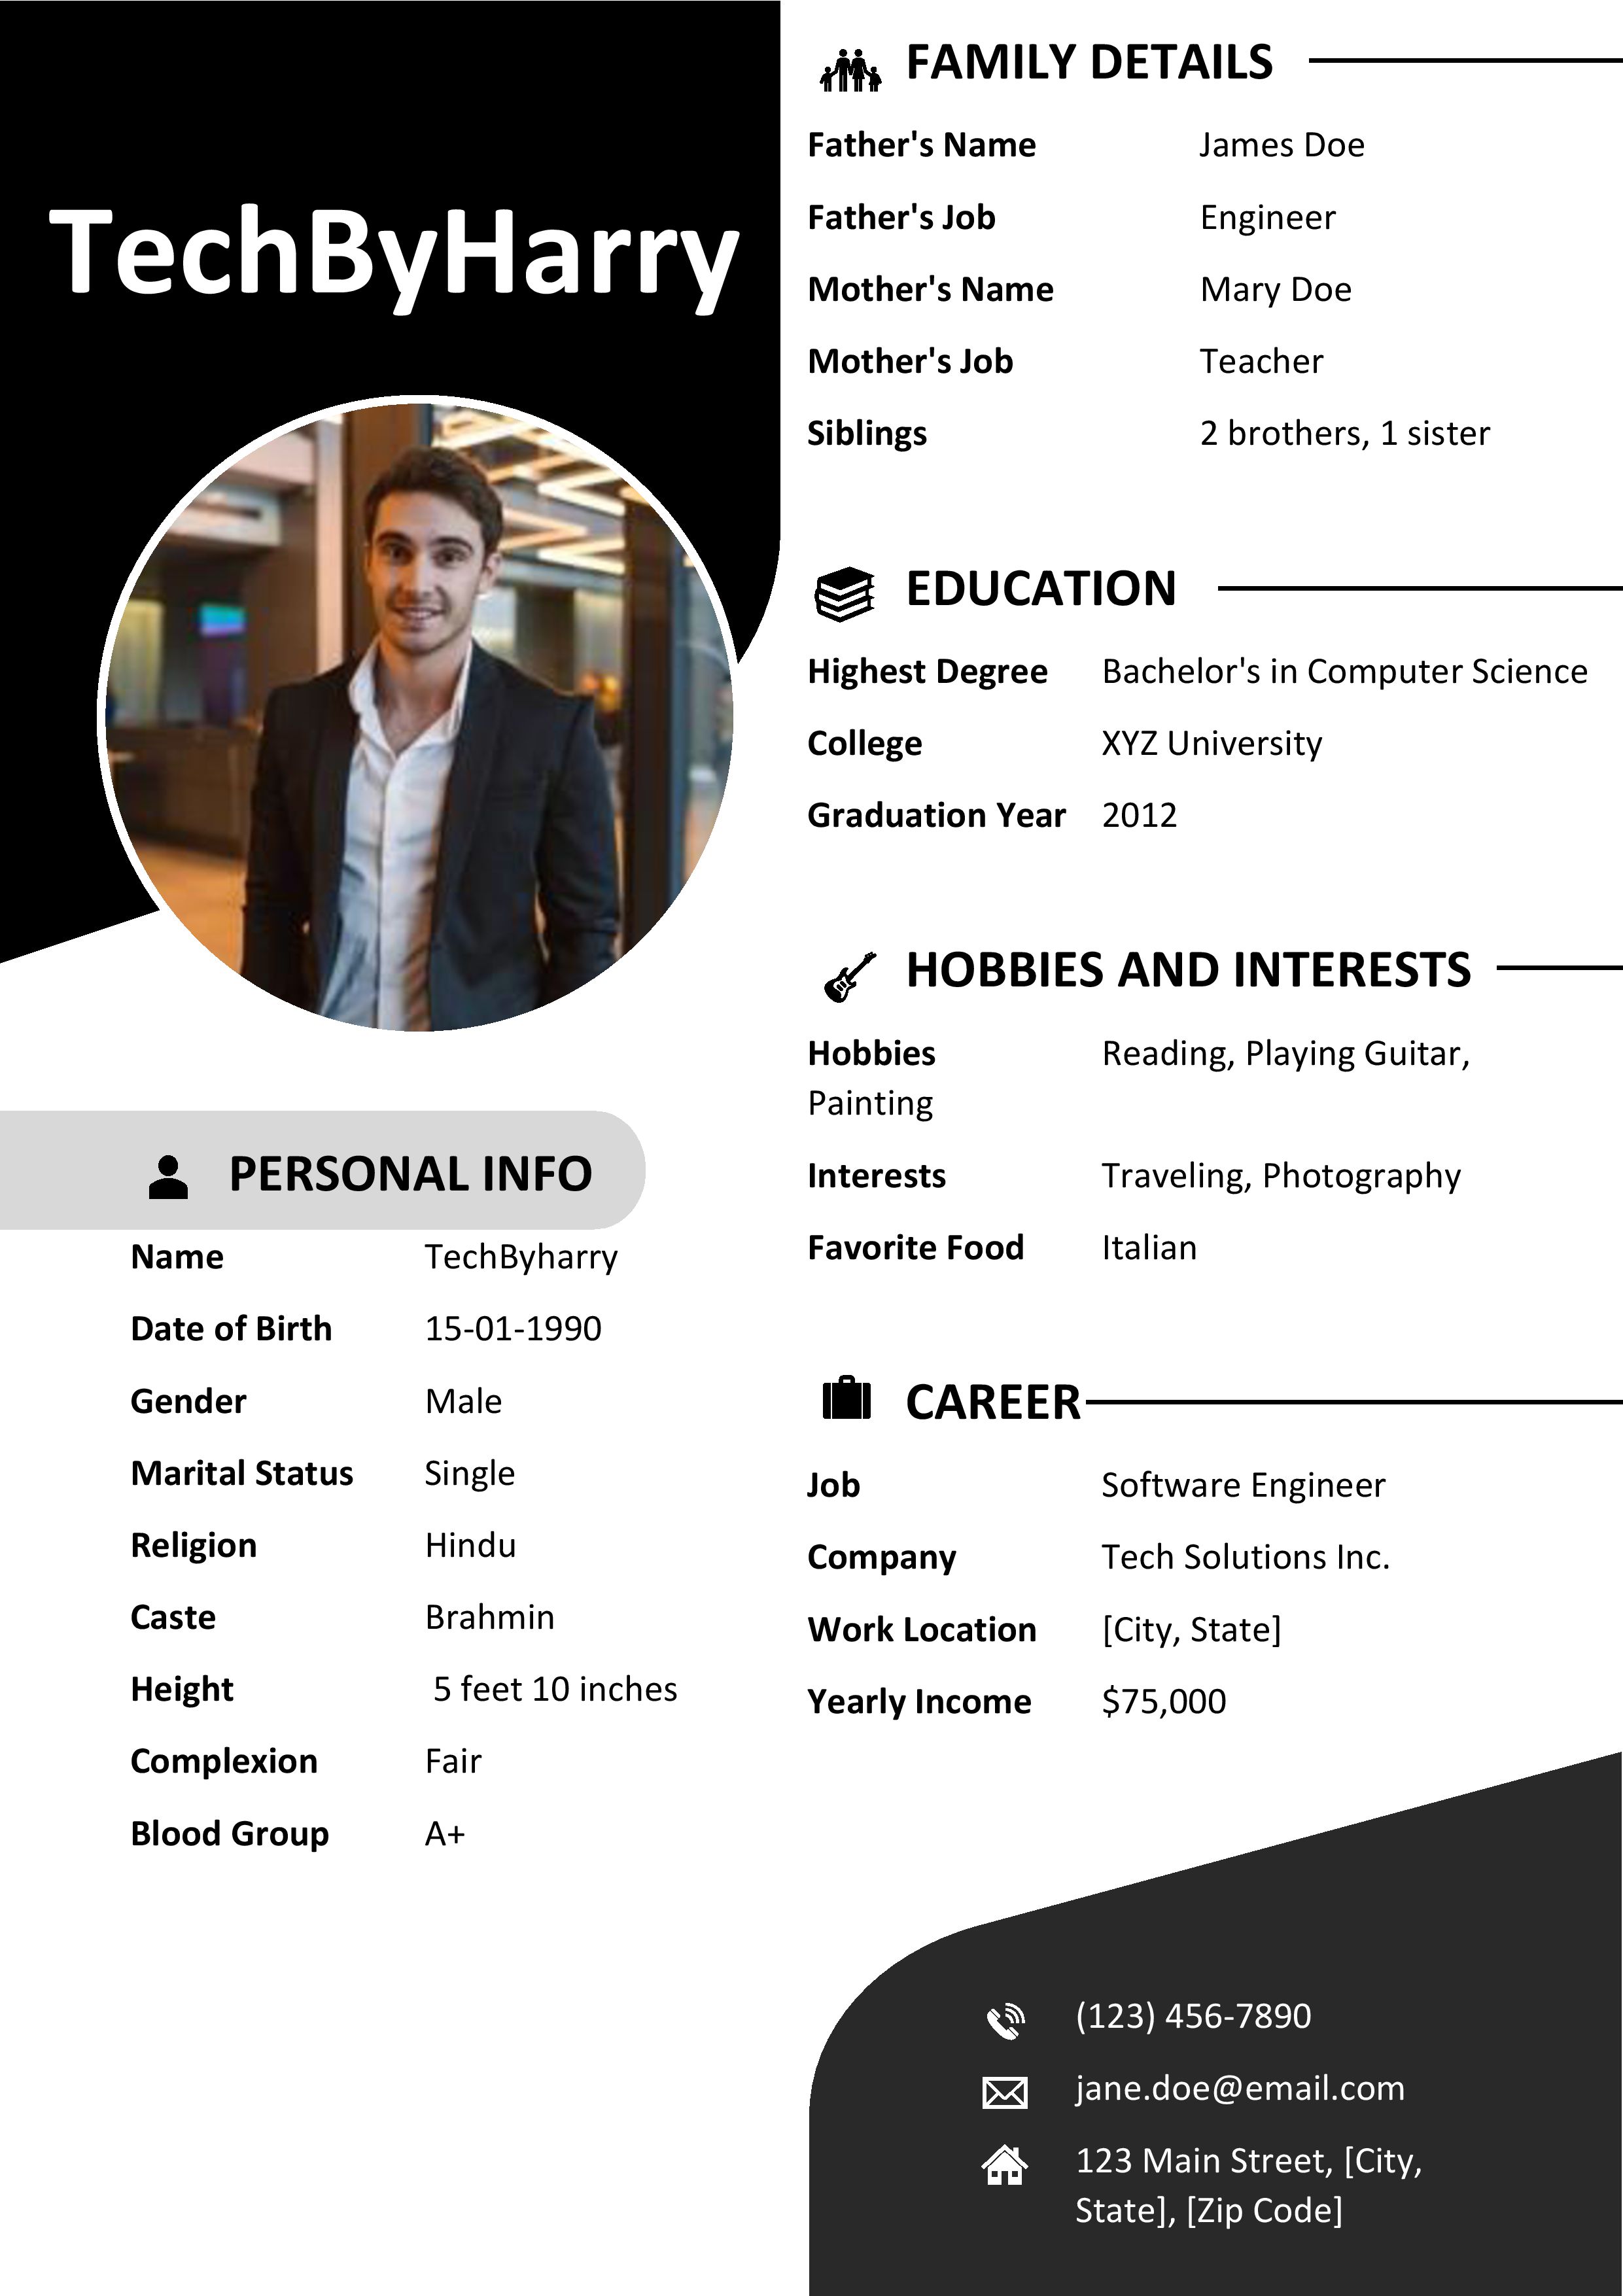 TechByHarry
PERSONAL INFO
Name TechByharry
Date of Birth 15-01-1990
Gender Male
Marital Status Single
Religion Hindu
Caste Brahmin
Height 5 feet 10 inches
Complexion Fair
Blood Group A+
FAMILY DETAILS
Father's Name James Doe
Father's Job Engineer
Mother's Name Mary Doe
Mother's Job Teacher
Siblings 2 brothers, 1 sister
EDUCATION
Highest Degree Bachelor's in Computer Science
College XYZ University
Graduation Year 2012
HOBBIES AND INTERESTS
Hobbies Reading, Playing Guitar,
Painting
Interests Traveling, Photography
Favorite Food Italian
CAREER
Job Software Engineer
Company Tech Solutions Inc.
Work Location [City, State]
Yearly Income $75,000
(123) 456-7890
jane.doe@email.com
123 Main Street, [City,
State], [Zip Code]